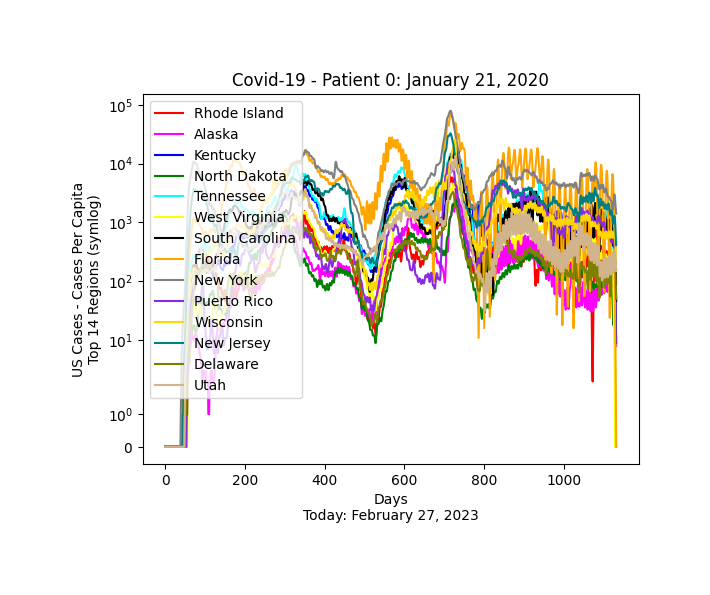 Covid-19 - Patient 0: January 21, 2020
US Cases - Cases Per Capita
Top 14 Regions (symlog)
10^5
10^4
10^3
10^2
10^1
10^0
0
Rhode Island
Alaska
Kentucky
North Dakota
Tennessee
West Virginia
South Carolina
Florida
New York
Puerto Rico
Wisconsin
New Jersey
Delaware
Utah
0 200 400 600 800 1000
Days
Today: February 27, 2023